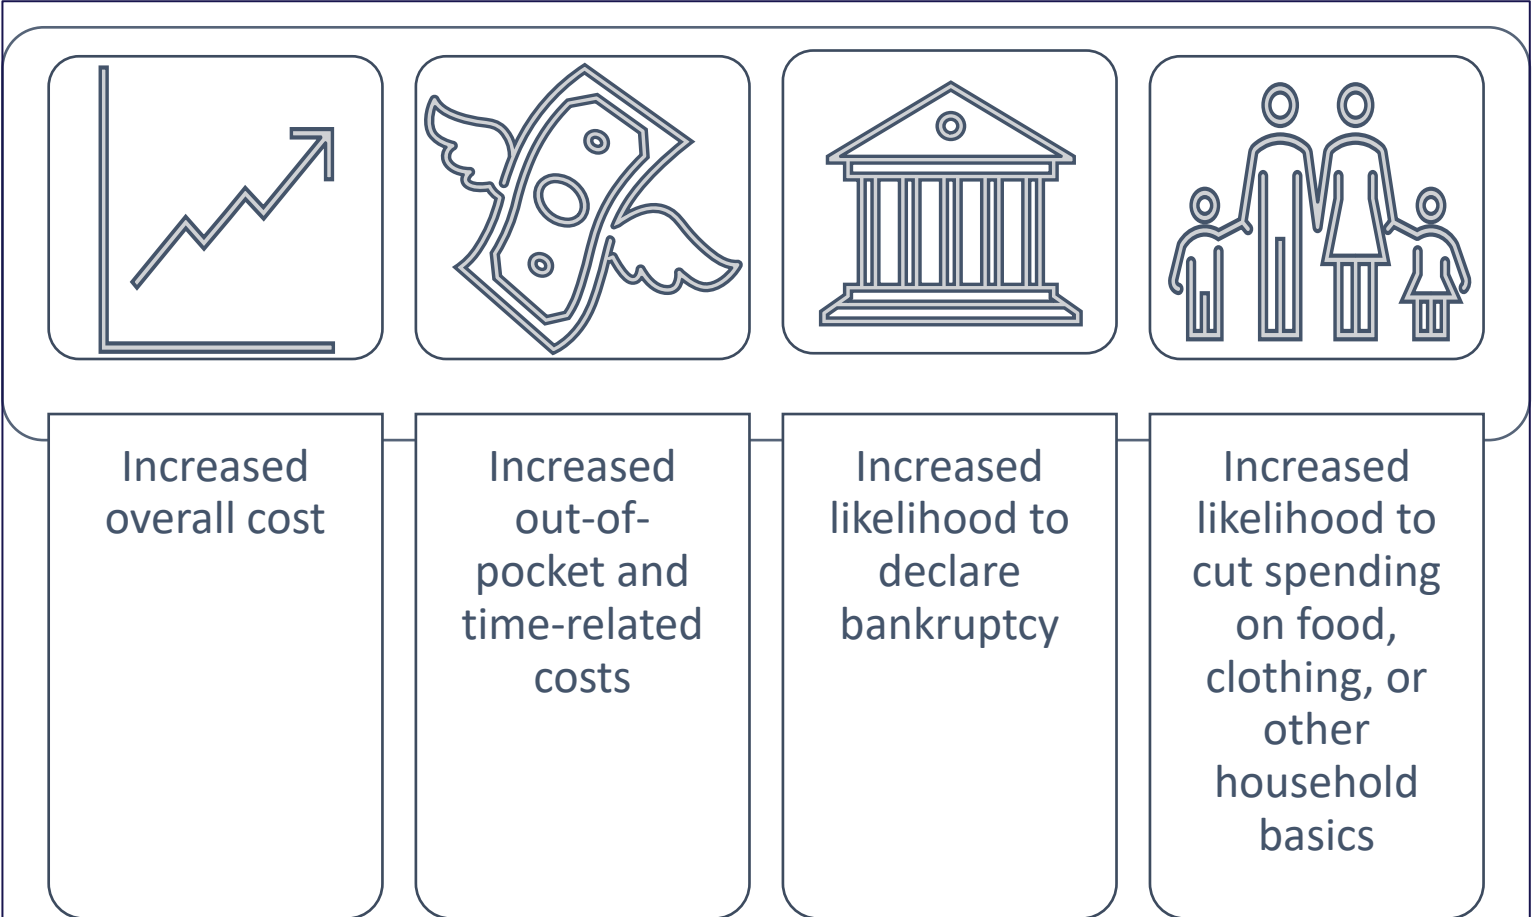 Increased
overall cost
Increased
out-of-
pocket and
time-related
costs
Increased
likelihood to
declare
bankruptcy
Increased
likelihood to
cut spending
on food,
clothing, or
other
household
basics